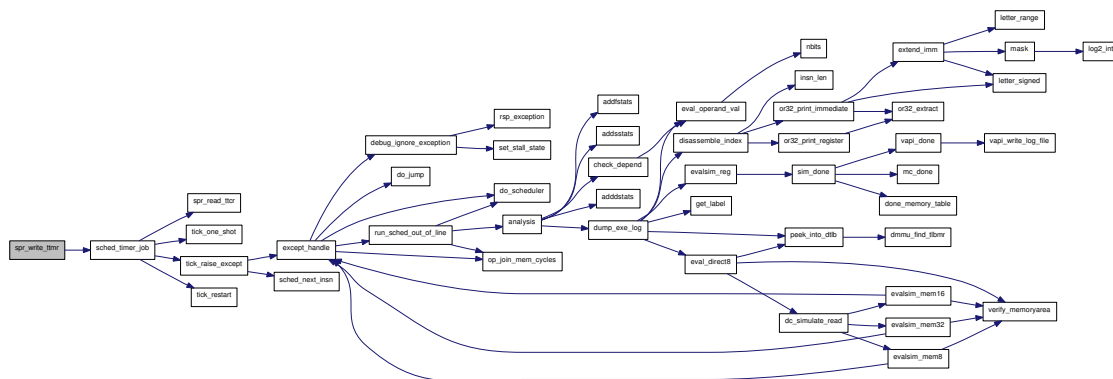 spr_write_ttmr
sched_timer_job
spr_read_ttcr
tick_one_shot
tick_raise_except
tick_restart
except_handle
sched_next_insn
debug_ignore_exception
do_jump
run_sched_out_of_line
rsp_exception
set_stall_state
do_scheduler
analysis
op_join_mem_cycles
addfstats
addsstats
check_depend
adddstats
dump_exe_log
eval_operand_val
disassemble_index
evalsim_reg
get_label
eval_direct8
nbits
insn_len
or32_print_immediate
or32_print_register
sim_done
peek_into_dtlb
dc_simulate_read
extend_imm
or32_extract
vapi_done
mc_done
done_memory_table
dmmu_find_tlbmr
evalsim_mem16
evalsim_mem32
evalsim_mem8
letter_range
mask
letter_signed
vapi_write_log_file
verify_memoryarea
log2_int